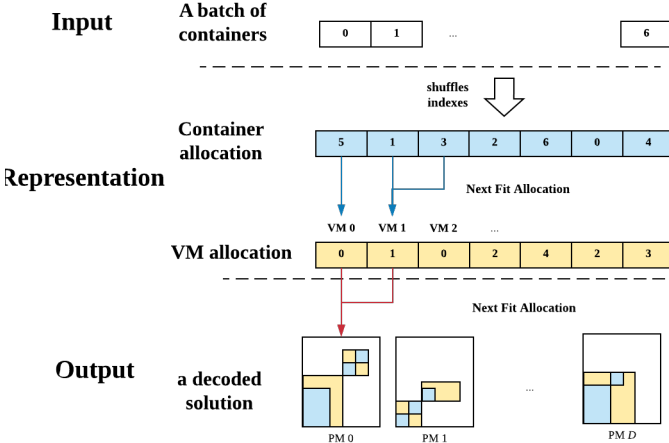 Input
A batch of
containers
0 1 ... 6
shuffles
indexes
Representation
Container
allocation
5 1 3 2 6 0 4
Next Fit Allocation
VM 0 VM 1 VM 2 ...
VM allocation
0 1 0 2 4 2 3
Next Fit Allocation
Output
a decoded
solution
...
PM 0 PM 1 PM D